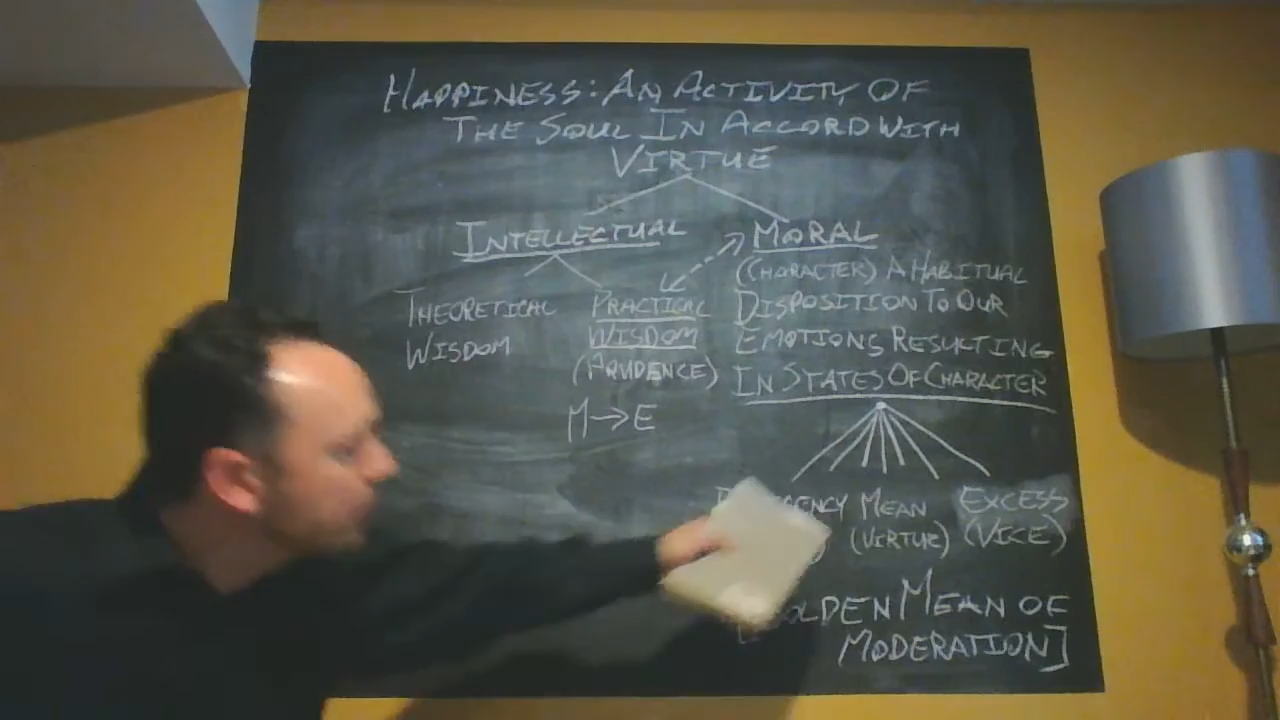 HAPPINESS: AN ACTIVITY OF
THE SOUL IN ACCORD WITH
VIRTUE
INTELLECTUAL
THEORETICAL
WISDOM
PRACTICAL
WISDOM
(PRUDENCE)
M→E
MORAL
(CHARACTER) A HABITUAL
DISPOSITION TO OUR
EMOTIONS RESULTING
IN STATES OF CHARACTER
MEAN
(VIRTUE)
EXCESS
(VICE)
MEAN OF
MODERATION]